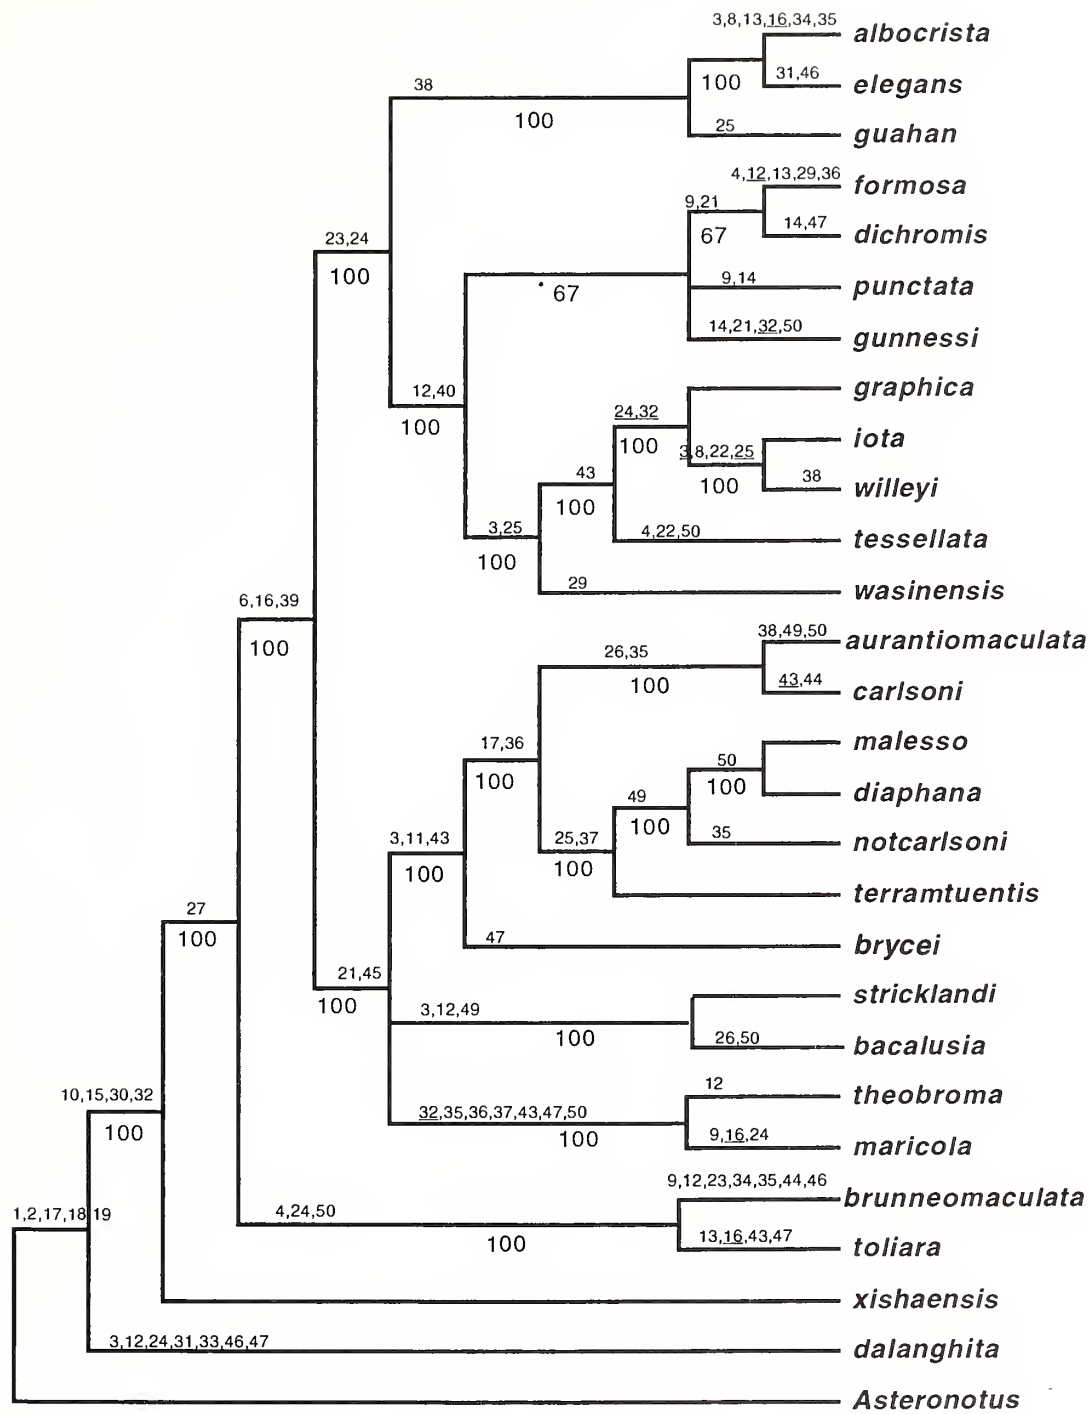 3,8,13,16,34,35
albocrista
31,46
elegans
100
38
100
25
guahan
4,12,13,29,36
formosa
9,21
14,47
dichromis
67
23,24
100
9,14
punctata
67
14,21,32,50
gunnessi
graphica
12,40
100
24,32
100
iota
3,8,22,25
100
38
willeyi
43
100
3,25
100
4,22,50
tessellata
29
wasinensis
6,16,39
100
38,49,50
aurantiomaculata
26,35
100
43,44
carlsoni
17,36
100
malesso
50
100
diaphana
49
100
35
notcarlsoni
3,11,43
100
25,37
100
terramtuentis
27
100
47
brycei
21,45
100
stricklandi
3,12,49
100
26,50
bacalusia
10,15,30,32
100
12
theobroma
32,35,36,37,43,47,50
100
9,16,24
maricola
9,12,23,34,35,44,46
brunneomaculata
1,2,17,18,19
4,24,50
100
13,16,43,47
toliara
xishaensis
3,12,24,31,33,46,47
dalanghita
Asteronotus